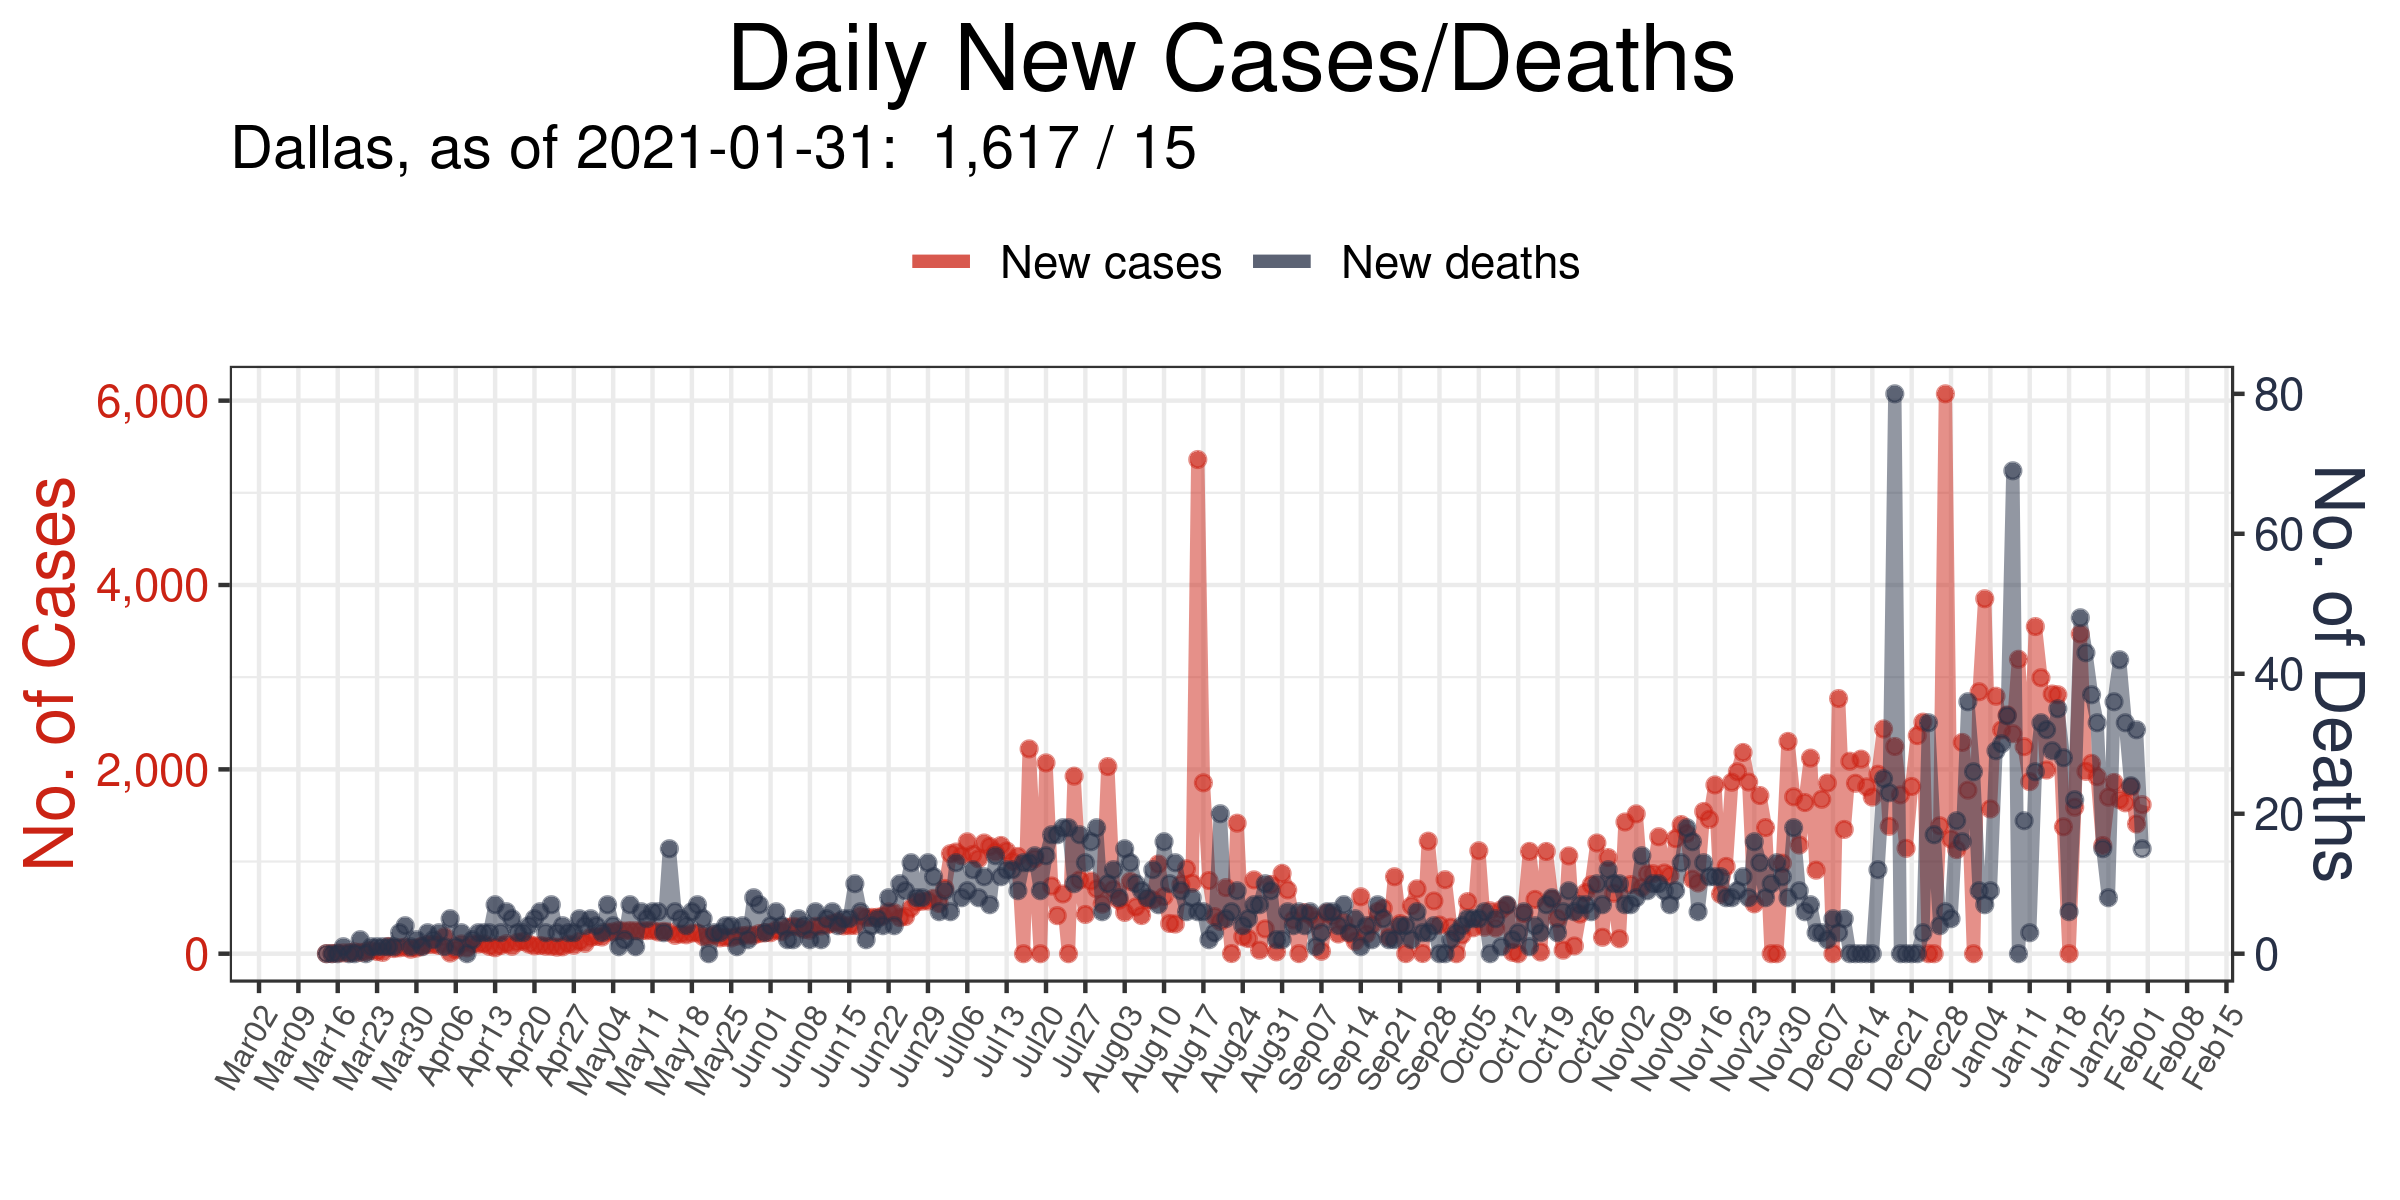 Daily New Cases/Deaths
Dallas, as of 2021-01-31:  1,617 / 15
New cases
New deaths
No. of Cases
6,000
4,000
2,000
0
80
60
40
20
0
No. of Deaths
Mar02
Mar09
Mar16
Mar23
Mar30
Apr06
Apr13
Apr20
Apr27
May04
May11
May18
May25
Jun01
Jun08
Jun15
Jun22
Jun29
Jul06
Jul13
Jul20
Jul27
Aug03
Aug10
Aug17
Aug24
Aug31
Sep07
Sep14
Sep21
Sep28
Oct05
Oct12
Oct19
Oct26
Nov02
Nov09
Nov16
Nov23
Nov30
Dec07
Dec14
Dec21
Dec28
Jan04
Jan11
Jan18
Jan25
Feb01
Feb08
Feb15